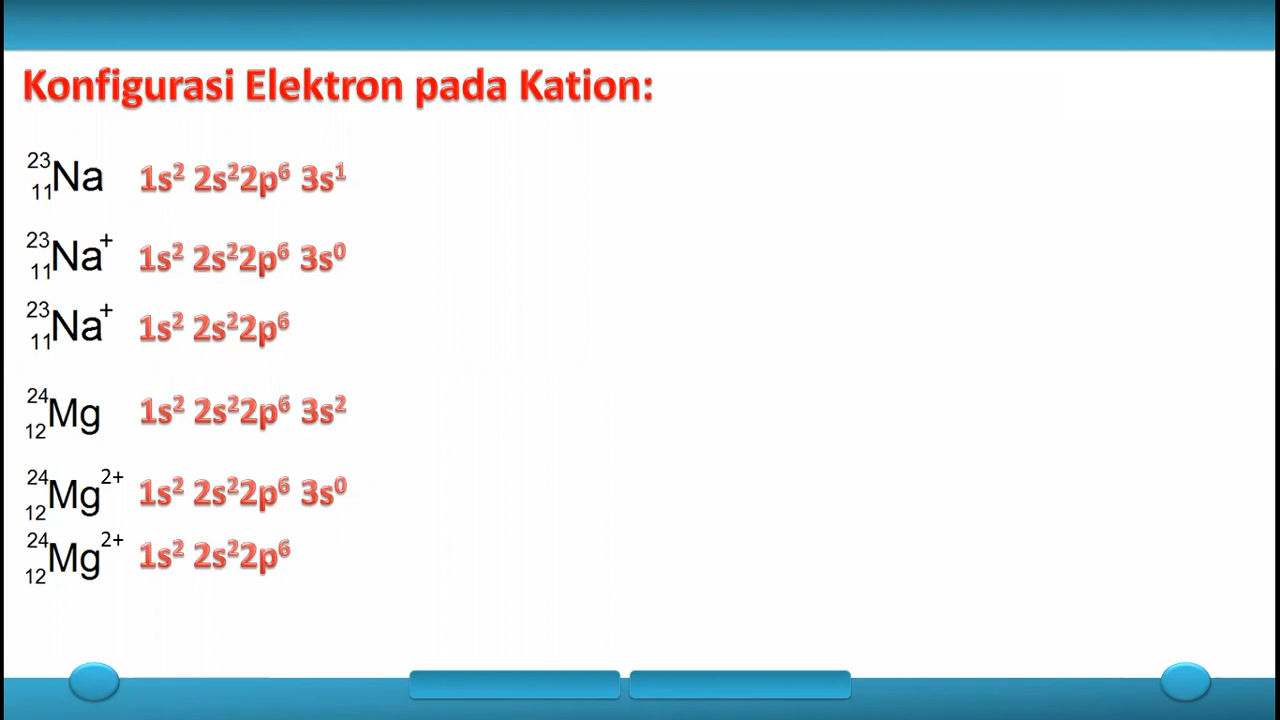 Konfigurasi Elektron pada Kation:
²³₁₁Na 1s² 2s²2p⁶ 3s¹
²³₁₁Na⁺ 1s² 2s²2p⁶ 3s⁰
²³₁₁Na⁺ 1s² 2s²2p⁶
²⁴₁₂Mg 1s² 2s²2p⁶ 3s²
²⁴₁₂Mg²⁺ 1s² 2s²2p⁶ 3s⁰
²⁴₁₂Mg²⁺ 1s² 2s²2p⁶